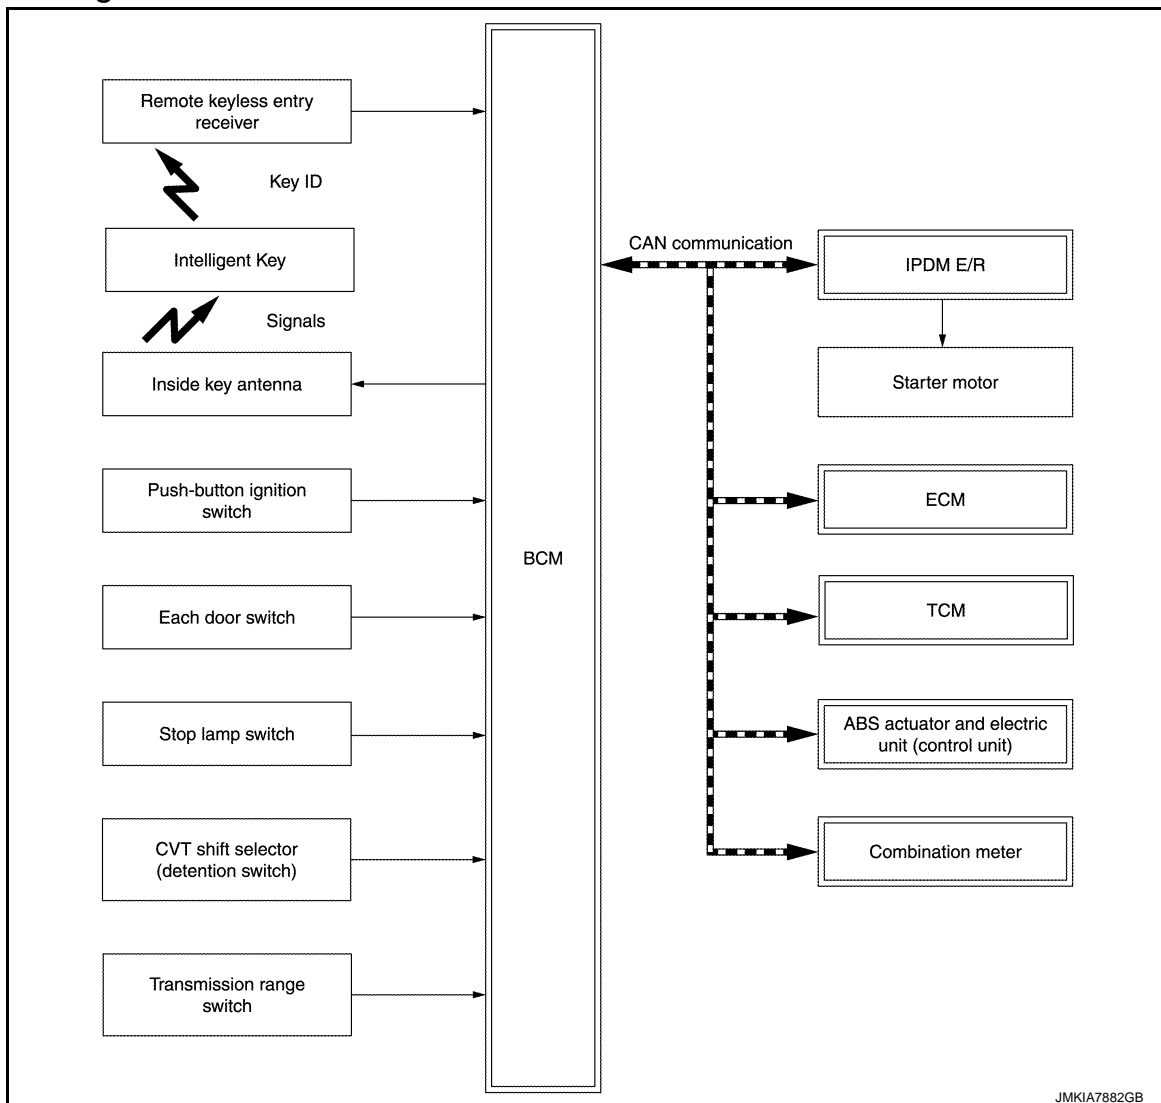 Remote keyless entry
receiver
Key ID
Intelligent Key
Signals
Inside key antenna
Push-button ignition
switch
Each door switch
Stop lamp switch
CVT shift selector
(detention switch)
Transmission range
switch
BCM
CAN communication
IPDM E/R
Starter motor
ECM
TCM
ABS actuator and electric
unit (control unit)
Combination meter
JMKIA7882GB